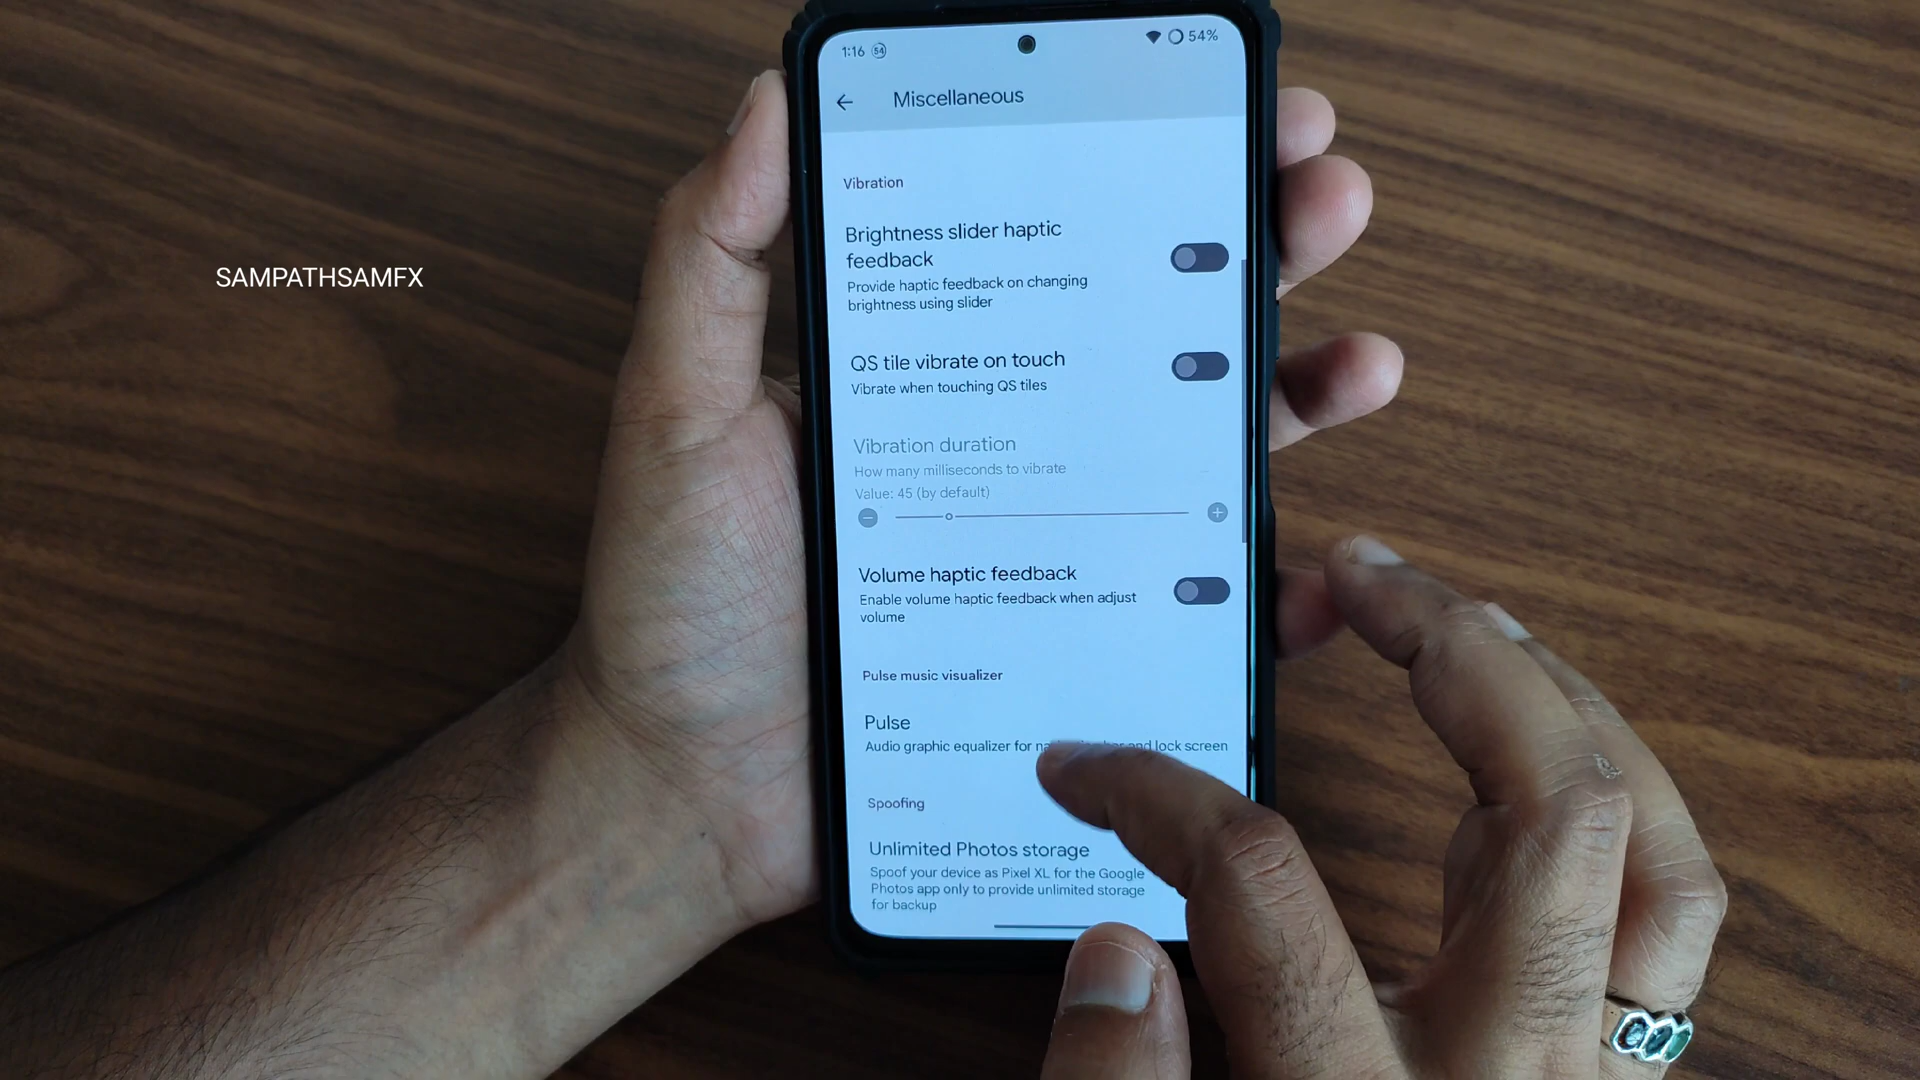 1:16 54 54%
Miscellaneous
Vibration
SAMPATHSAMFX
Brightness slider haptic
feedback
Provide haptic feedback on changing
brightness using slider
QS tile vibrate on touch
Vibrate when touching QS tiles
Vibration duration
How many milliseconds to vibrate
Value: 45 (by default)
Volume haptic feedback
Enable volume haptic feedback when adjust
volume
Pulse music visualizer
Pulse
Audio graphic equalizer for and lock screen
Spoofing
Unlimited Photos storage
Spoof your device as Pixel XL for the Google
Photos app only to provide unlimited storage
for backup